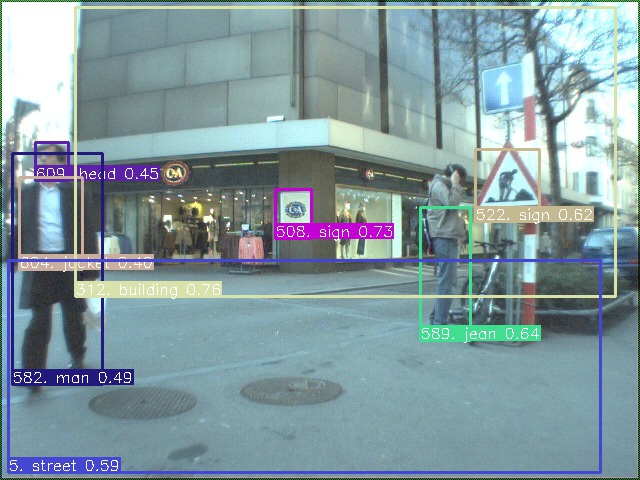 609. head 0.45
C&A
C&A
C&A
508. sign 0.73
522. sign 0.62
604. jacket 0.40
312. building 0.76
589. jean 0.64
582. man 0.49
5. street 0.59